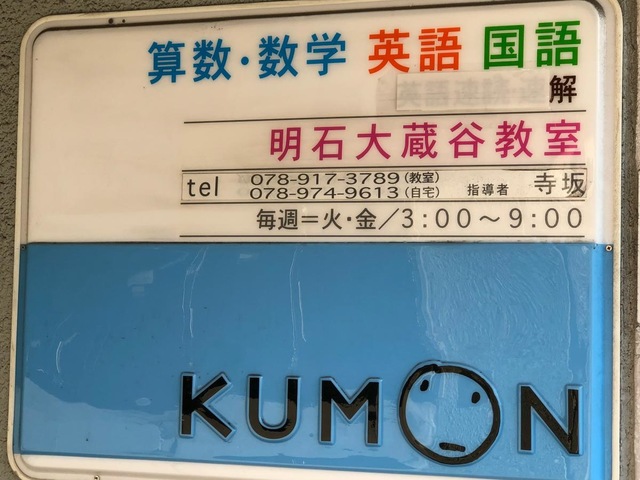 算数・数学 英語 国語
解
明石大蔵谷教室
tel 078-917-3789（教室）
078-974-9613（自宅） 指導者 寺坂
毎週＝火・金／3:00～9:00
KUMON